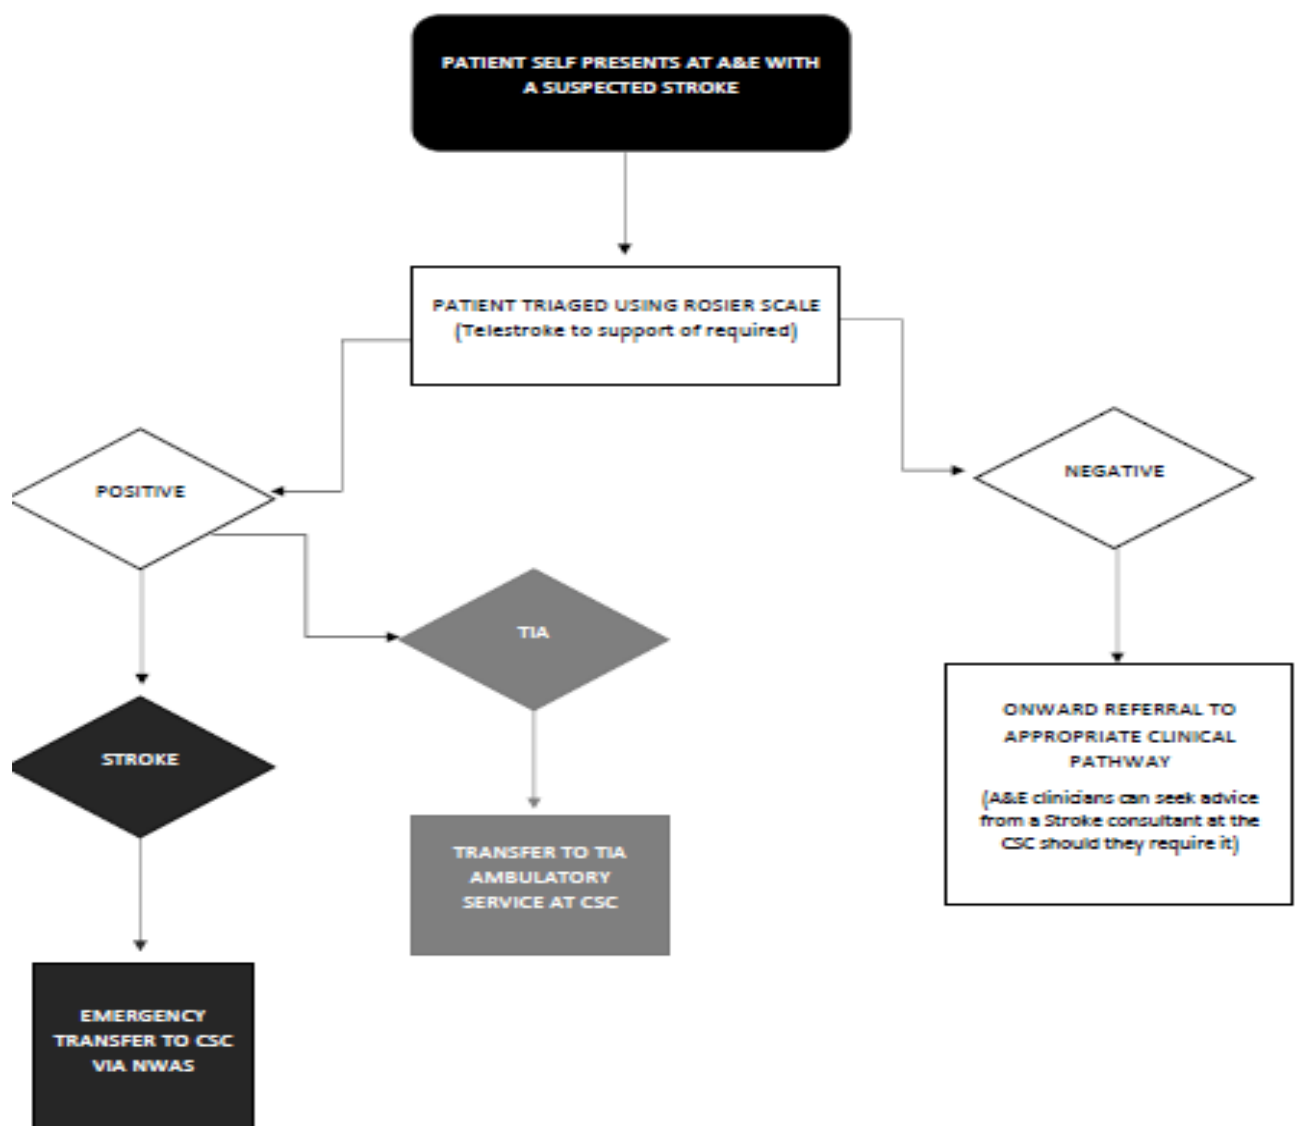 PATIENT SELF PRESENTS AT A&E WITH
A SUSPECTED STROKE
PATIENT TRIAGED USING ROSIER SCALE
(Telestroke to support of required)
POSITIVE
NEGATIVE
TIA
STROKE
TRANSFER TO TIA
AMBULATORY
SERVICE AT CSC
ONWARD REFERRAL TO
APPROPRIATE CLINICAL
PATHWAY
(A&E clinicians can seek advice
from a Stroke consultant at the
CSC should they require it)
EMERGENCY
TRANSFER TO CSC
VIA NWAS